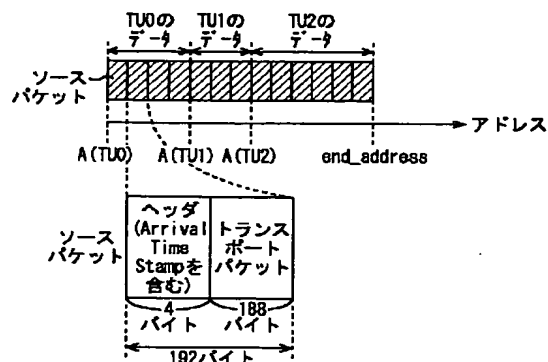 TU0の TU1の TU2の
データ データ データ
ソース
パケット
アドレス
A(TU0) A(TU1) A(TU2) end_address
ソース
パケット
ヘッダ
(Arrival
Time
Stampを
含む)
トランス
ポート
パケット
4
バイト
188
バイト
192バイト